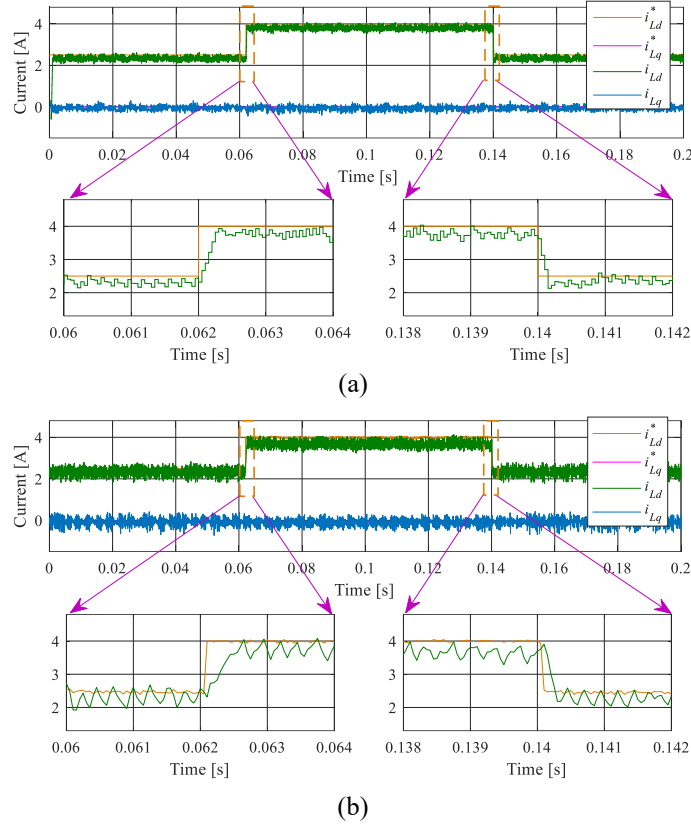 Current [A]
4
2
0
i*Ld
i*Lq
iLd
iLq
0 0.02 0.04 0.06 0.08 0.1 0.12 0.14 0.16 0.18 0.2
Time [s]
4
3
2
0.06 0.061 0.062 0.063 0.064
Time [s]
4
3
2
0.138 0.139 0.14 0.141 0.142
Time [s]
(a)
Current [A]
4
2
0
i*Ld
i*Lq
iLd
iLq
0 0.02 0.04 0.06 0.08 0.1 0.12 0.14 0.16 0.18 0.2
Time [s]
4
3
2
0.06 0.061 0.062 0.063 0.064
Time [s]
4
3
2
0.138 0.139 0.14 0.141 0.142
Time [s]
(b)